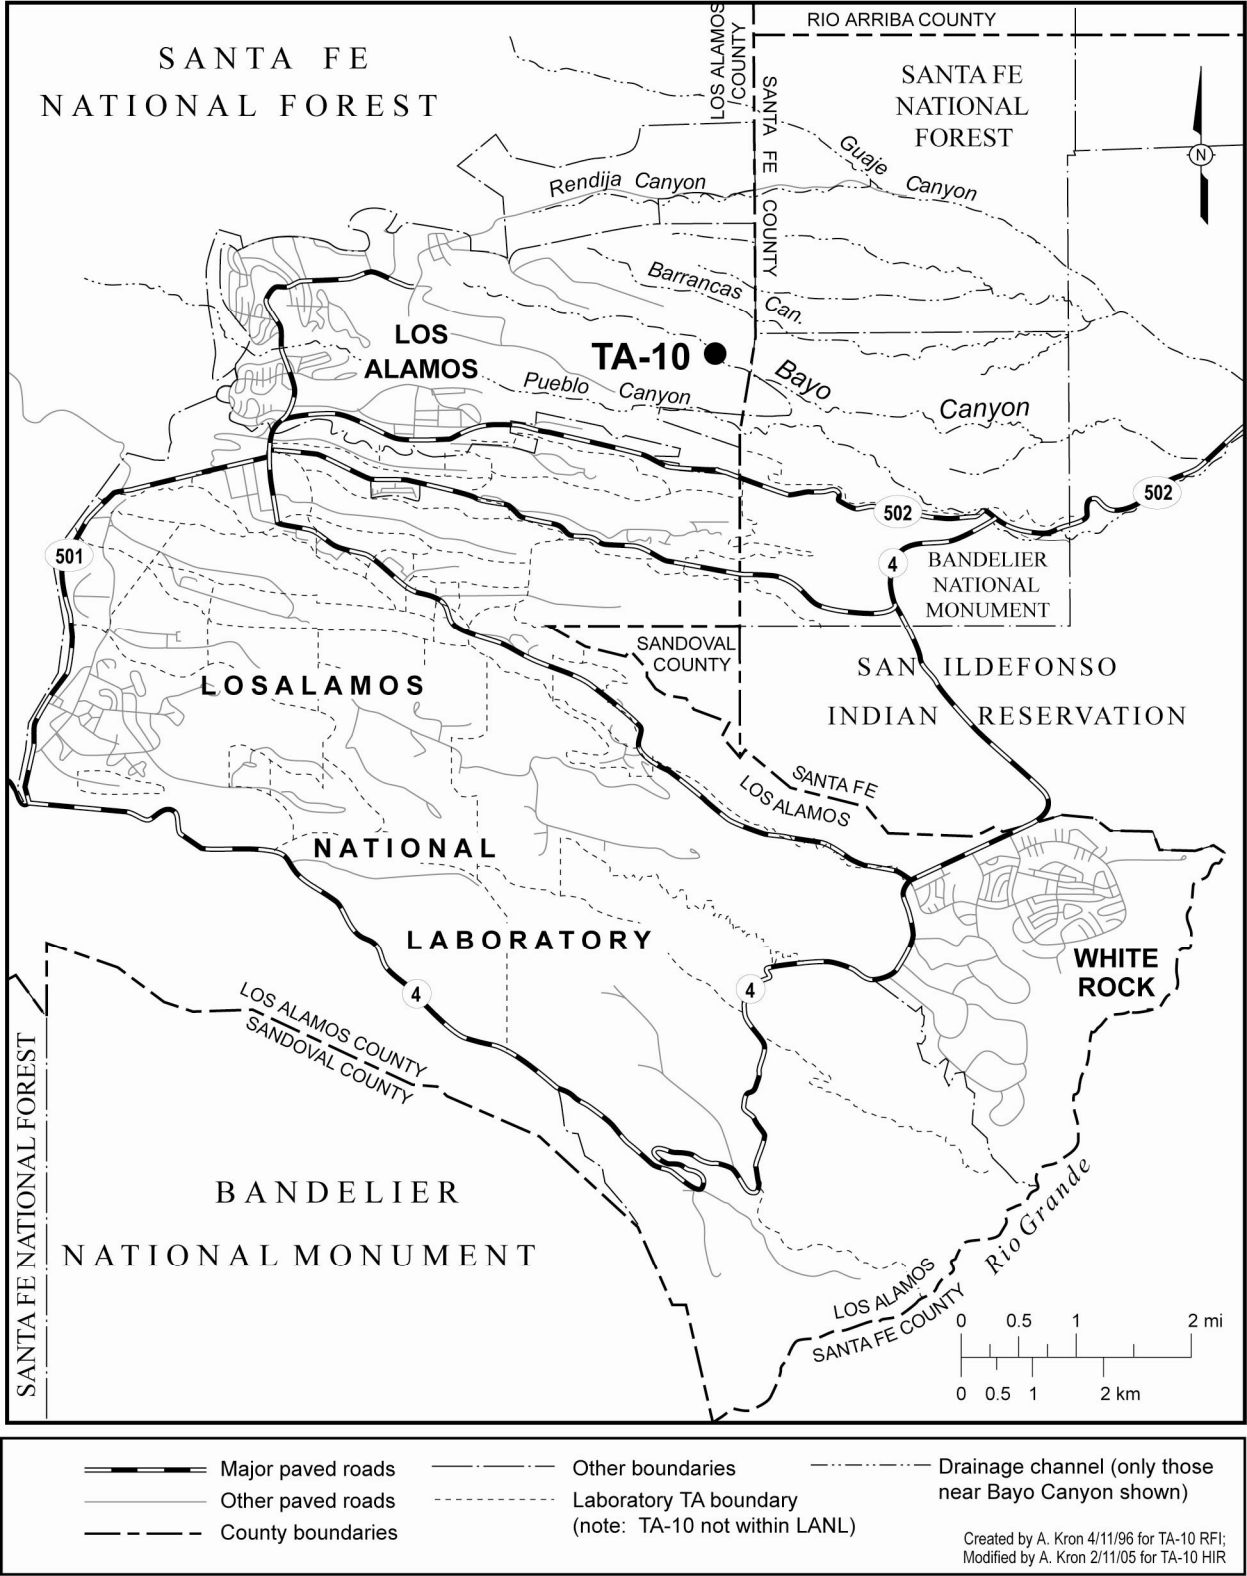 RIO ARRIBA COUNTY
LOS ALAMOS
COUNTY
SANTA FE COUNTY
SANTA FE
NATIONAL FOREST
SANTA FE
NATIONAL
FOREST
N
Guaje Canyon
Rendija Canyon
Barrancas Can.
LOS
ALAMOS
TA-10
Bayo Canyon
Pueblo Canyon
502
502
501
4
BANDELIER
NATIONAL
MONUMENT
SANDOVAL
COUNTY
SAN ILDEFONSO
INDIAN RESERVATION
LOSALAMOS
NATIONAL
LABORATORY
SANTA FE
LOS ALAMOS
WHITE
ROCK
4
4
LOS ALAMOS COUNTY
SANDOVAL COUNTY
SANTA FE NATIONAL FOREST
BANDELIER
NATIONAL MONUMENT
Rio Grande
LOS ALAMOS
SANTA FE COUNTY
0 0.5 1 2 mi
0 0.5 1 2 km
Major paved roads
Other paved roads
County boundaries
Other boundaries
Laboratory TA boundary
(note: TA-10 not within LANL)
Drainage channel (only those
near Bayo Canyon shown)
Created by A. Kron 4/11/96 for TA-10 RFI;
Modified by A. Kron 2/11/05 for TA-10 HIR